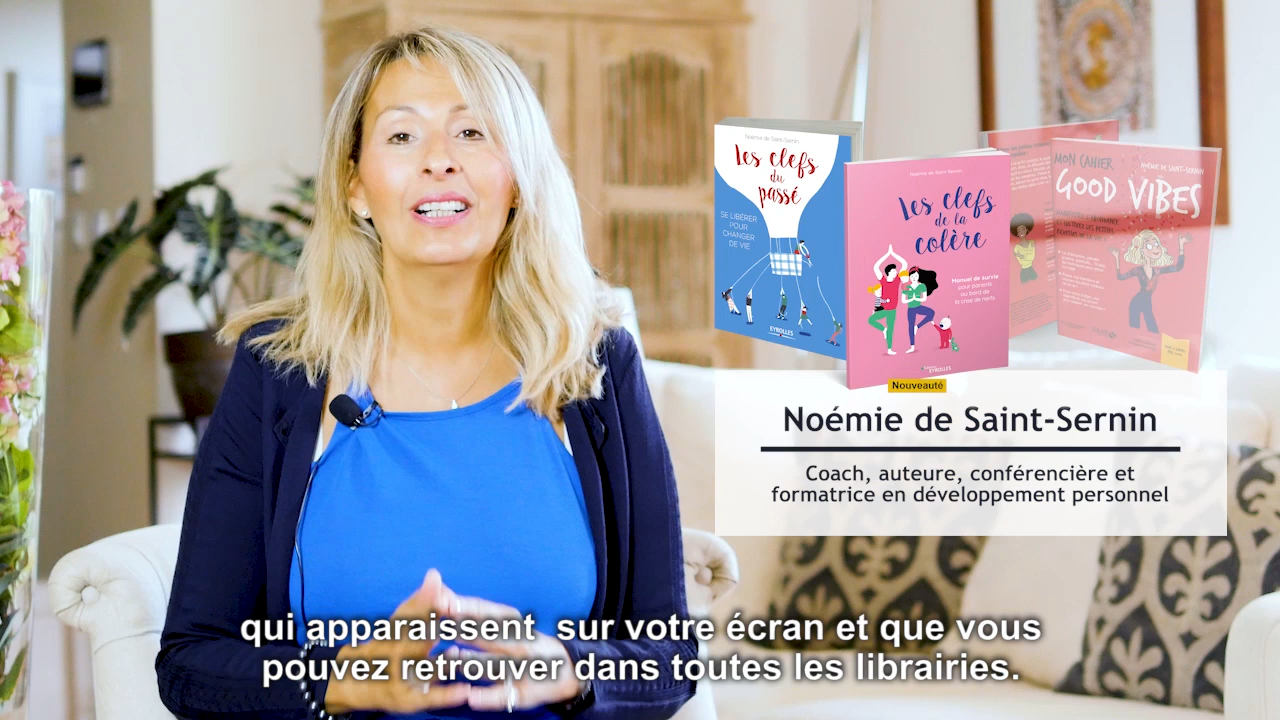 Noémie de Saint-Sernin
Les clefs
du
passé
SE LIBÉRER
POUR
CHANGER
DE VIE
EYROLLES
Noémie de Saint-Sernin
Les clefs
de la
colère
Manuel de survie
pour parents
au bord de
la crise de nerfs
EYROLLES
MON CAHIER
NOÉMIE DE SAINT-SERNIN
GOOD VIBES
Nouveauté
Noémie de Saint-Sernin
Coach, auteure, conférencière et
formatrice en développement personnel
qui apparaissent sur votre écran et que vous
pouvez retrouver dans toutes les librairies.